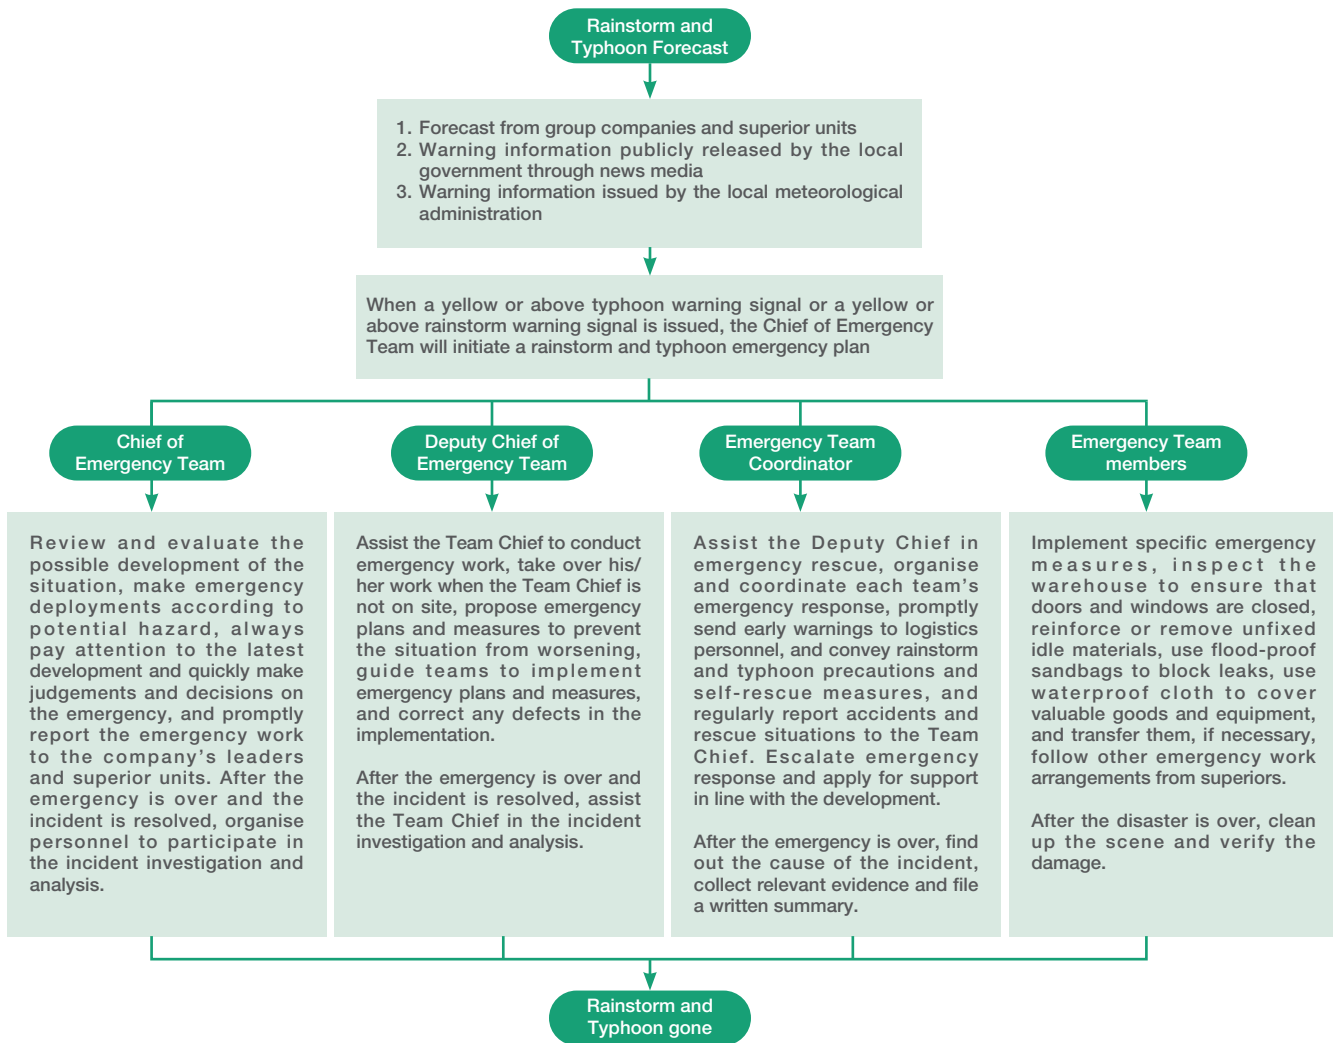 Rainstorm and
Typhoon Forecast
1. Forecast from group companies and superior units
2. Warning information publicly released by the local
government through news media
3. Warning information issued by the local meteorological
administration
When a yellow or above typhoon warning signal or a yellow or
above rainstorm warning signal is issued, the Chief of Emergency
Team will initiate a rainstorm and typhoon emergency plan
Chief of
Emergency Team
Review and evaluate the
possible development of the
situation, make emergency
deployments according to
potential hazard, always
pay attention to the latest
development and quickly make
judgements and decisions on
the emergency, and promptly
report the emergency work
to the company's leaders
and superior units. After the
emergency is over and the
incident is resolved, organise
personnel to participate in
the incident investigation and
analysis.
Deputy Chief of
Emergency Team
Assist the Team Chief to conduct
emergency work, take over his/
her work when the Team Chief is
not on site, propose emergency
plans and measures to prevent
the situation from worsening,
guide teams to implement
emergency plans and measures,
and correct any defects in the
implementation.
After the emergency is over and
the incident is resolved, assist
the Team Chief in the incident
investigation and analysis.
Emergency Team
Coordinator
Assist the Deputy Chief in
emergency rescue, organise
and coordinate each team's
emergency response, promptly
send early warnings to logistics
personnel, and convey rainstorm
and typhoon precautions and
self-rescue measures, and
regularly report accidents and
rescue situations to the Team
Chief. Escalate emergency
response and apply for support
in line with the development.
After the emergency is over, find
out the cause of the incident,
collect relevant evidence and file
a written summary.
Emergency Team
members
Implement specific emergency
measures, inspect the
warehouse to ensure that
doors and windows are closed,
reinforce or remove unfixed
idle materials, use flood-proof
sandbags to block leaks, use
waterproof cloth to cover
valuable goods and equipment,
and transfer them, if necessary,
follow other emergency work
arrangements from superiors.
After the disaster is over, clean
up the scene and verify the
damage.
Rainstorm and
Typhoon gone